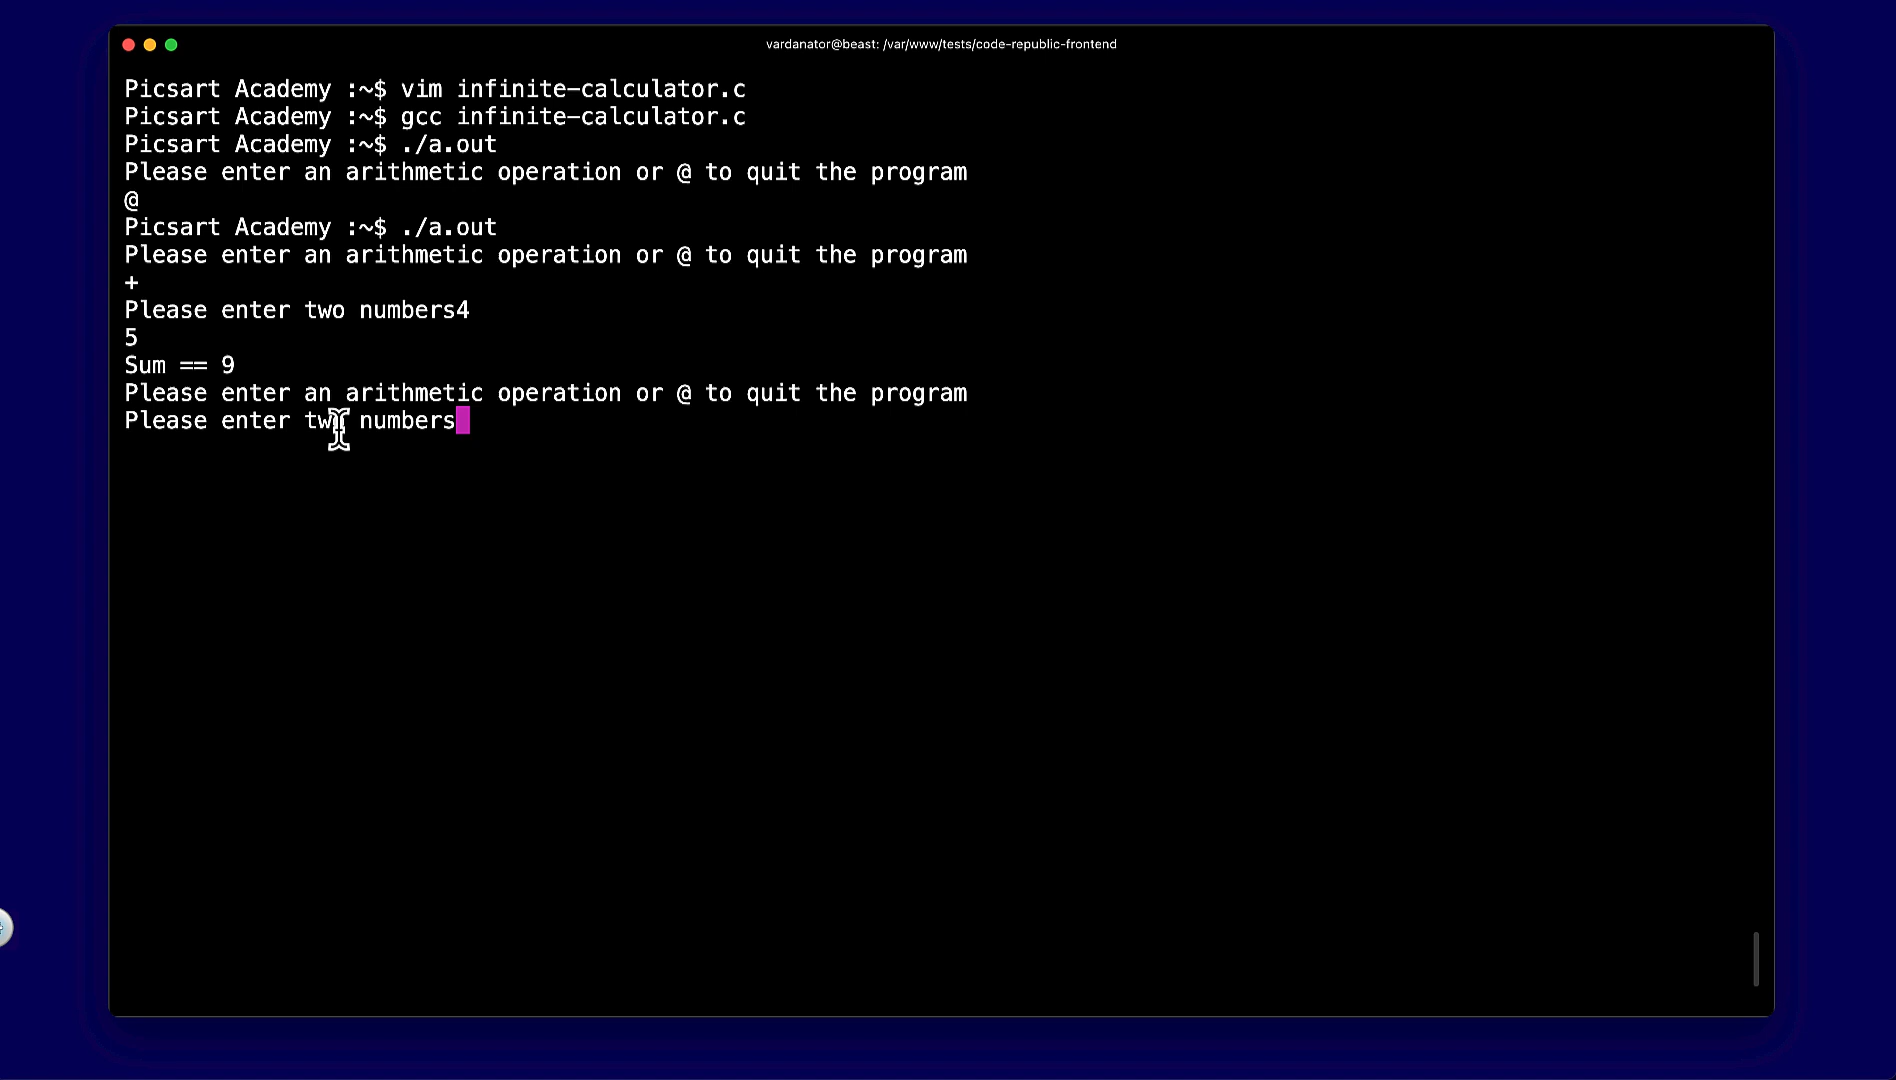 vardanator@beast: /var/www/tests/code-republic-frontend
Picsart Academy :~$ vim infinite-calculator.c
Picsart Academy :~$ gcc infinite-calculator.c
Picsart Academy :~$ ./a.out
Please enter an arithmetic operation or @ to quit the program
@
Picsart Academy :~$ ./a.out
Please enter an arithmetic operation or @ to quit the program
+
Please enter two numbers4
5
Sum == 9
Please enter an arithmetic operation or @ to quit the program
Please enter two numbers